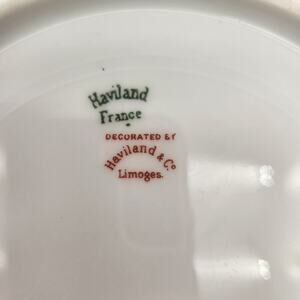 Haviland
France
DECORATED BY
Haviland & Co
Limoges.